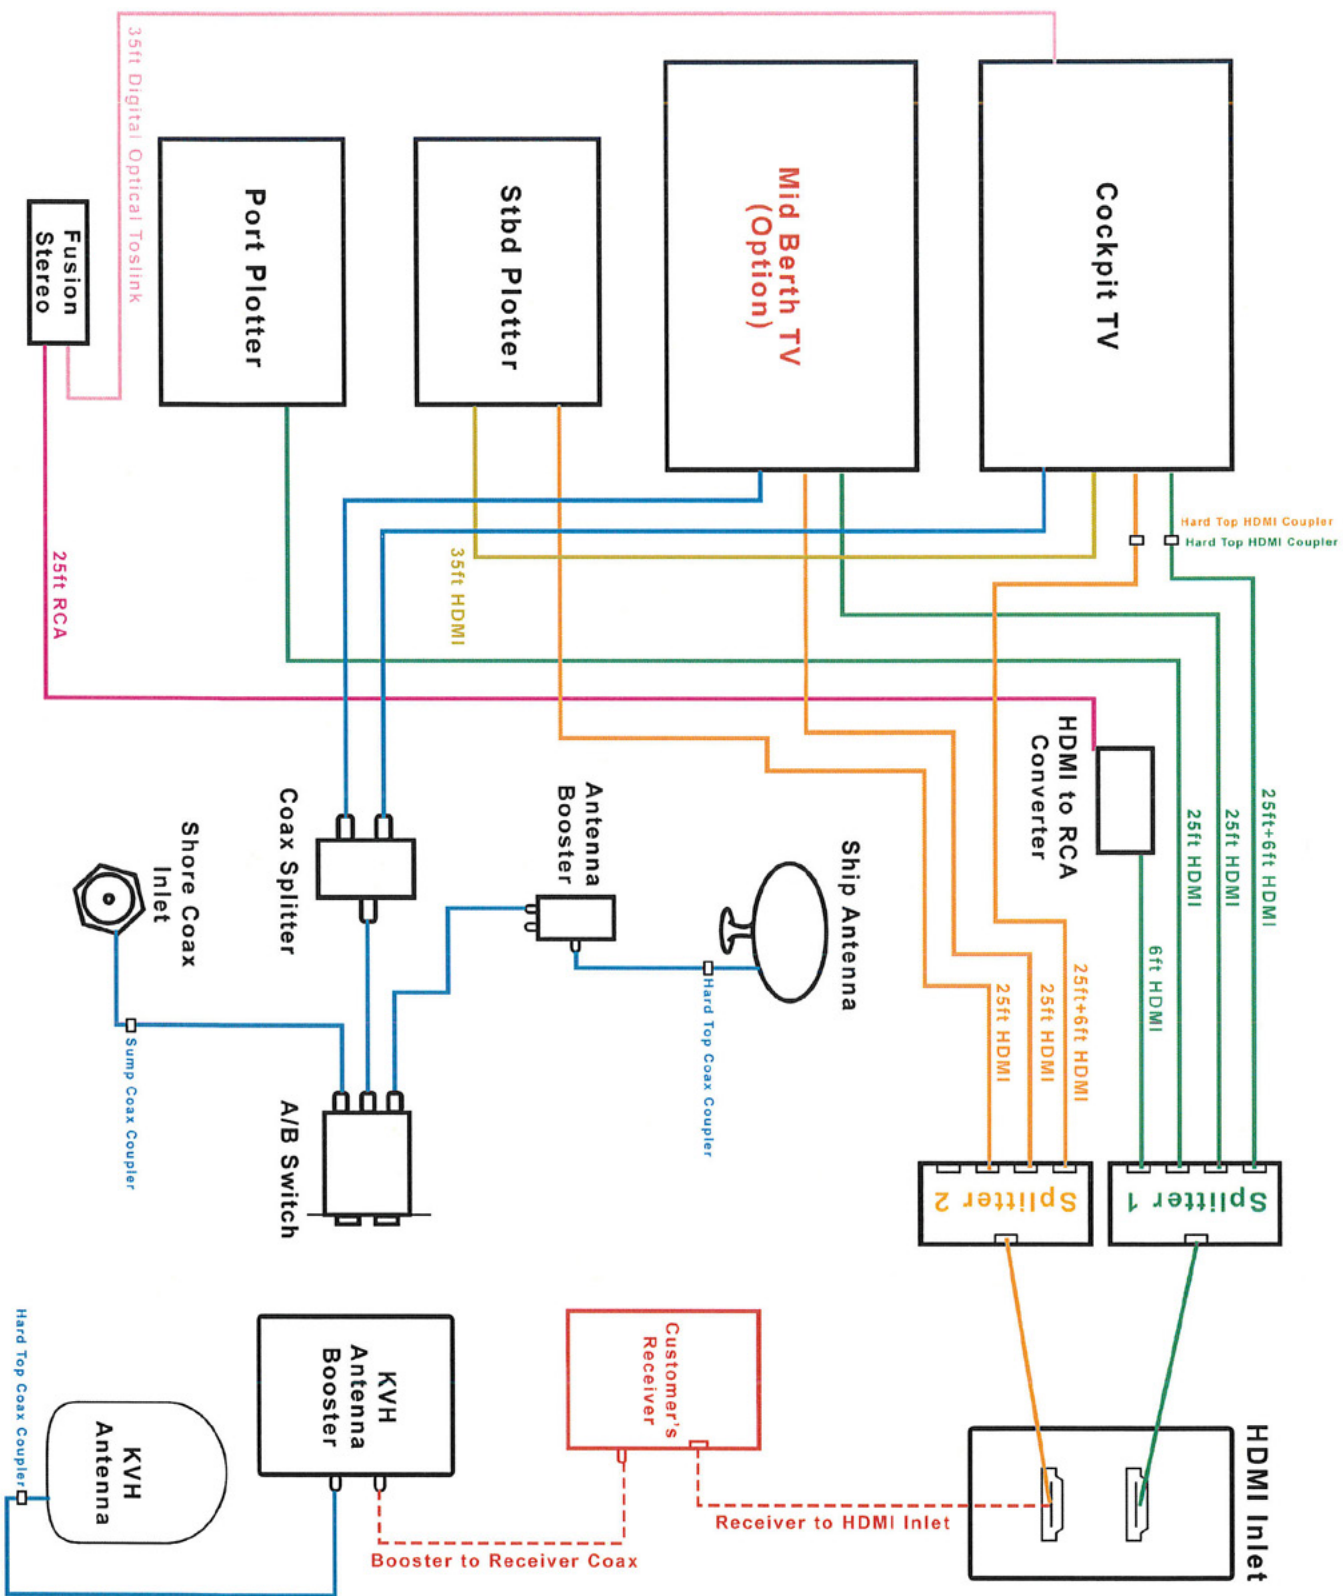 35ft Digital Optical Toslink
Cockpit TV
Mid Berth TV
(Option)
Stbd Plotter
Port Plotter
Fusion
Stereo
Hard Top HDMI Coupler
Hard Top HDMI Coupler
35ft HDMI
25ft RCA
HDMI to RCA
Converter
25ft+6ft HDMI
25ft HDMI
25ft HDMI
6ft HDMI
25ft+6ft HDMI
25ft HDMI
25ft HDMI
Ship Antenna
Antenna
Booster
Coax Splitter
Shore Coax
Inlet
Hard Top Coax Coupler
Sump Coax Coupler
A/B Switch
Splitter 1
Splitter 2
HDMI Inlet
Customer's
Receiver
KVH
Antenna
Booster
KVH
Antenna
Hard Top Coax Coupler
Receiver to HDMI Inlet
Booster to Receiver Coax